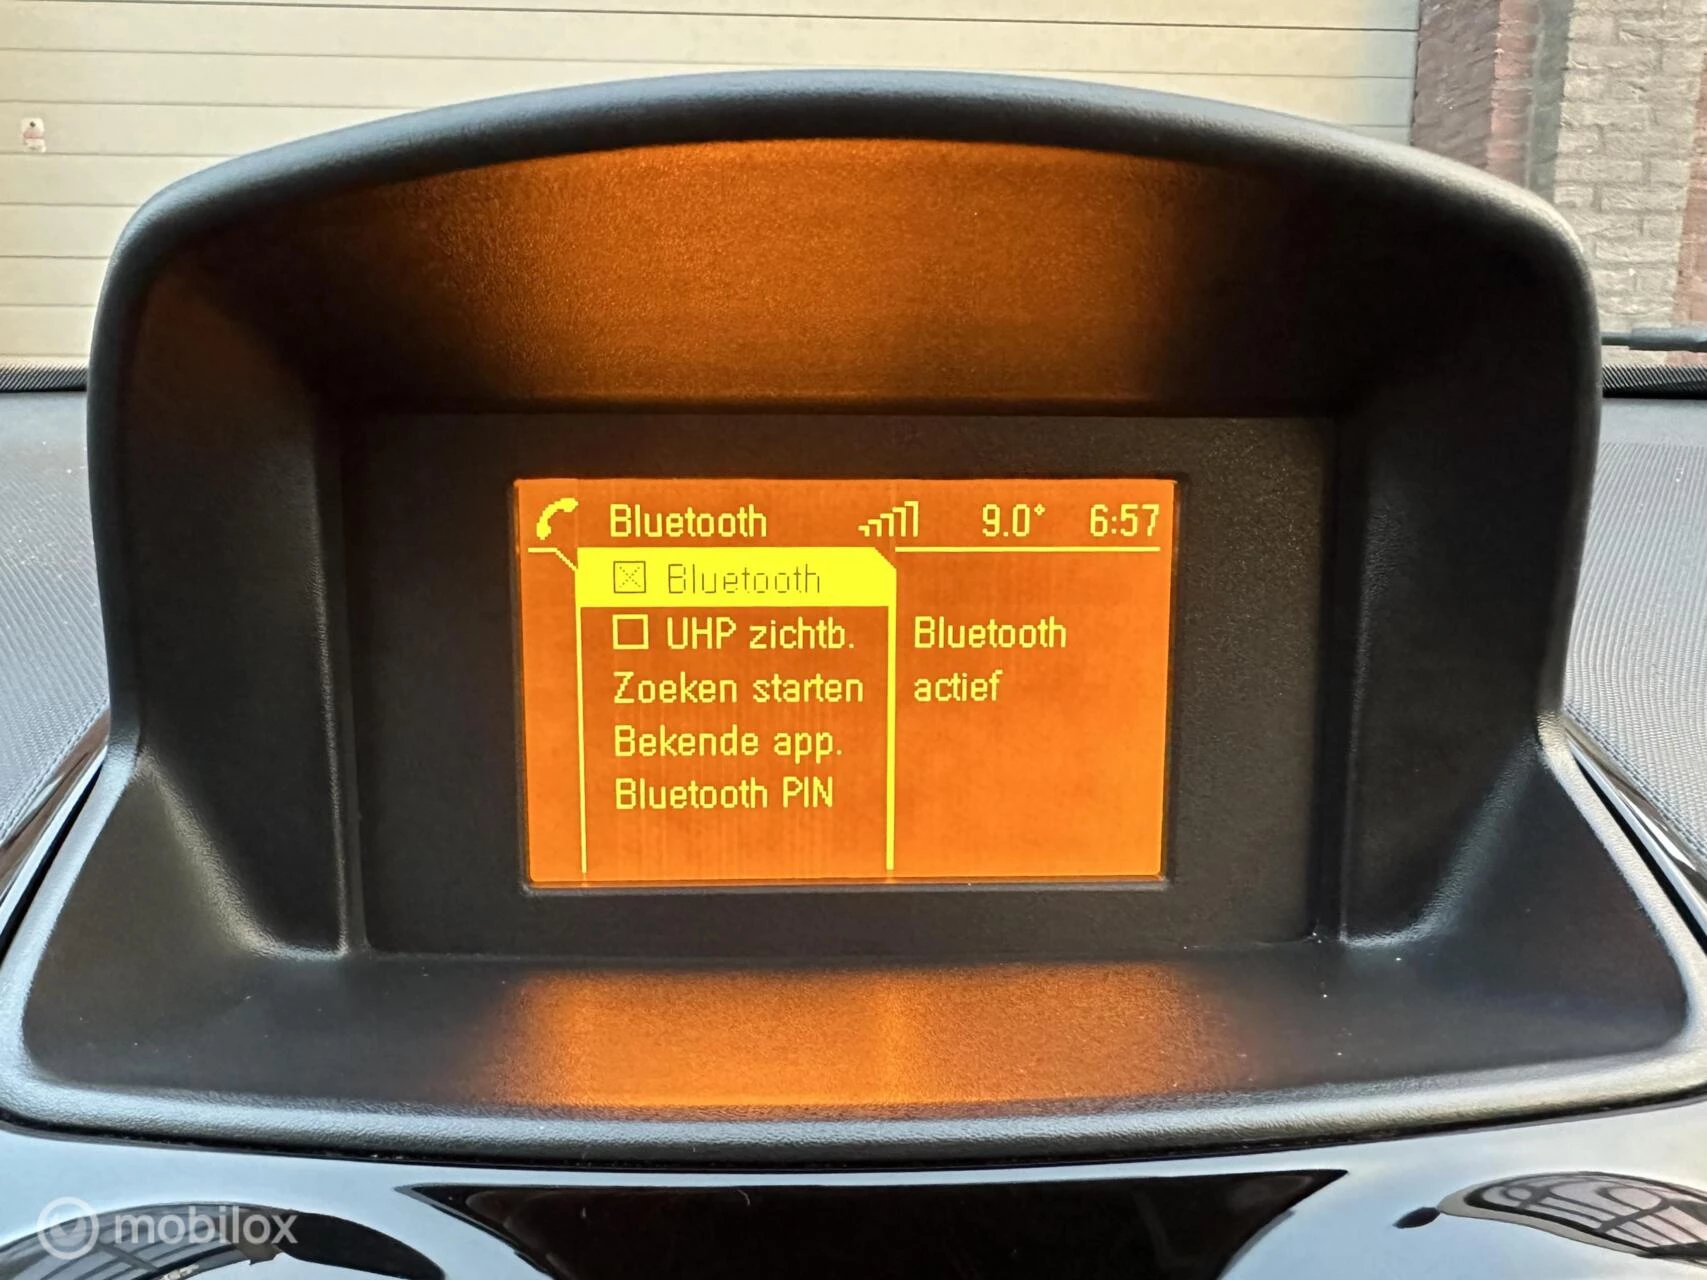 Bluetooth 9.0° 6:57
Bluetooth
UHP zichtb.
Zoeken starten
Bekende app.
Bluetooth PIN
Bluetooth
actief
mobilox